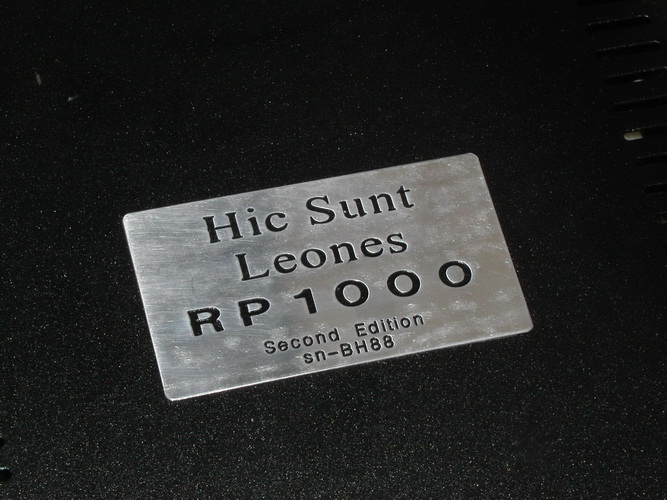 Hic Sunt
Leones
RP1000
Second Edition
sn-BH88